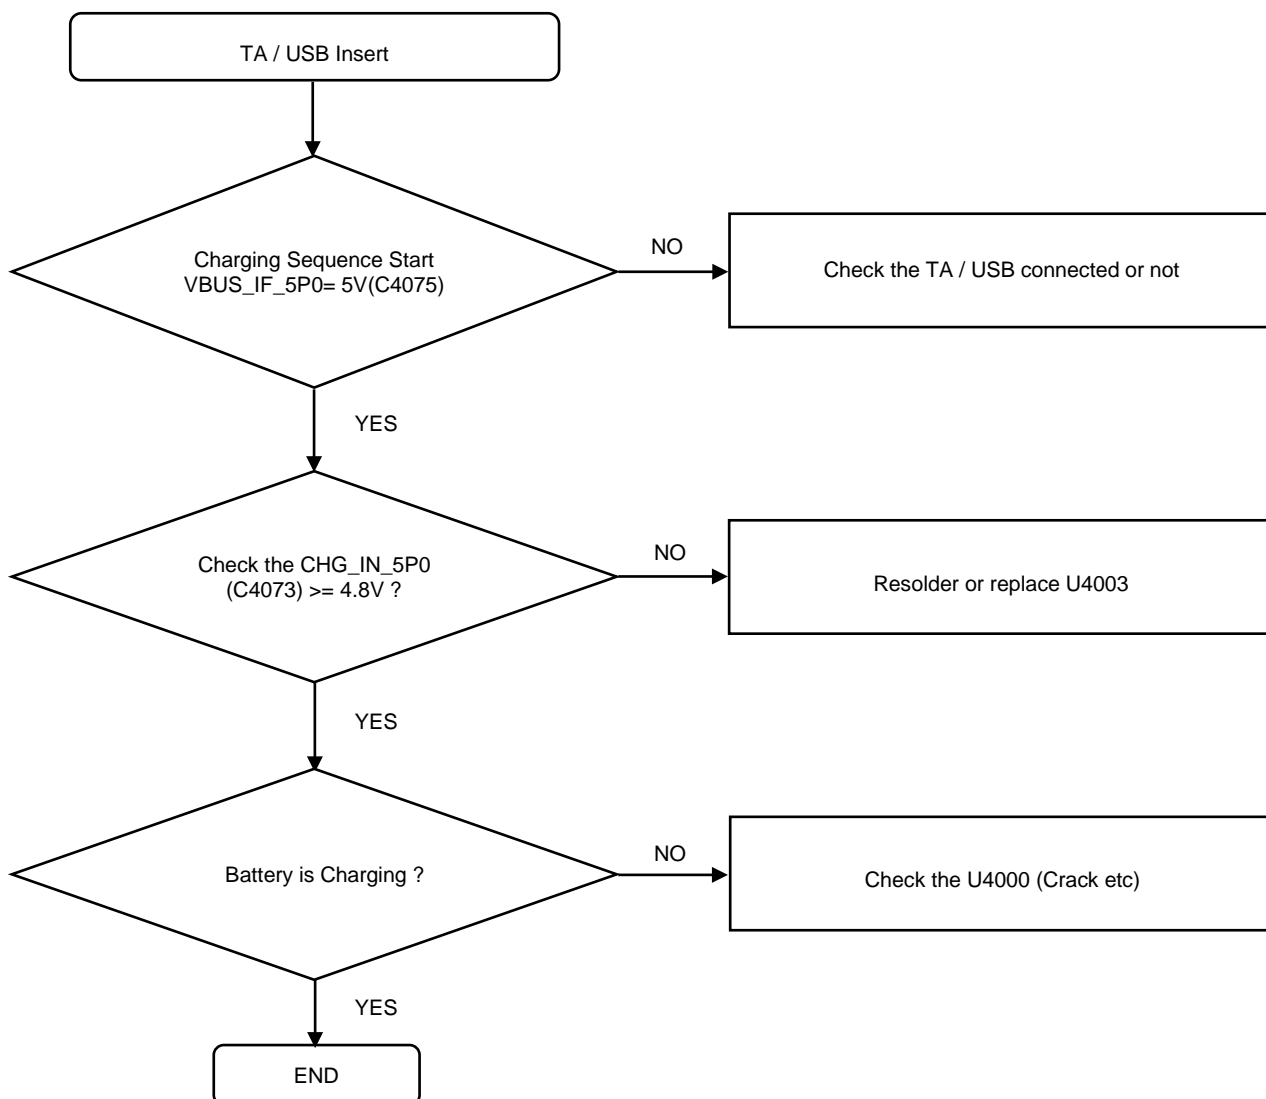 TA / USB Insert
Charging Sequence Start
VBUS_IF_5P0= 5V(C4075)
NO
Check the TA / USB connected or not
YES
Check the CHG_IN_5P0
(C4073) >= 4.8V ?
NO
Resolder or replace U4003
YES
Battery is Charging ?
NO
Check the U4000 (Crack etc)
YES
END